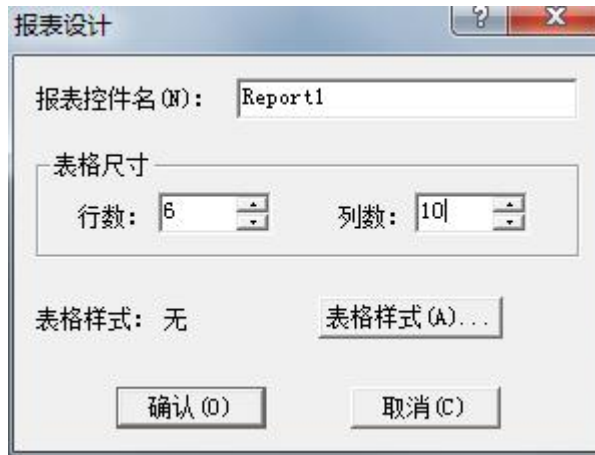 报表设计
?
报表控件名(N): Report1
表格尺寸
行数: 6 列数: 10
表格样式: 无 表格样式(A)...
确认(O) 取消(C)